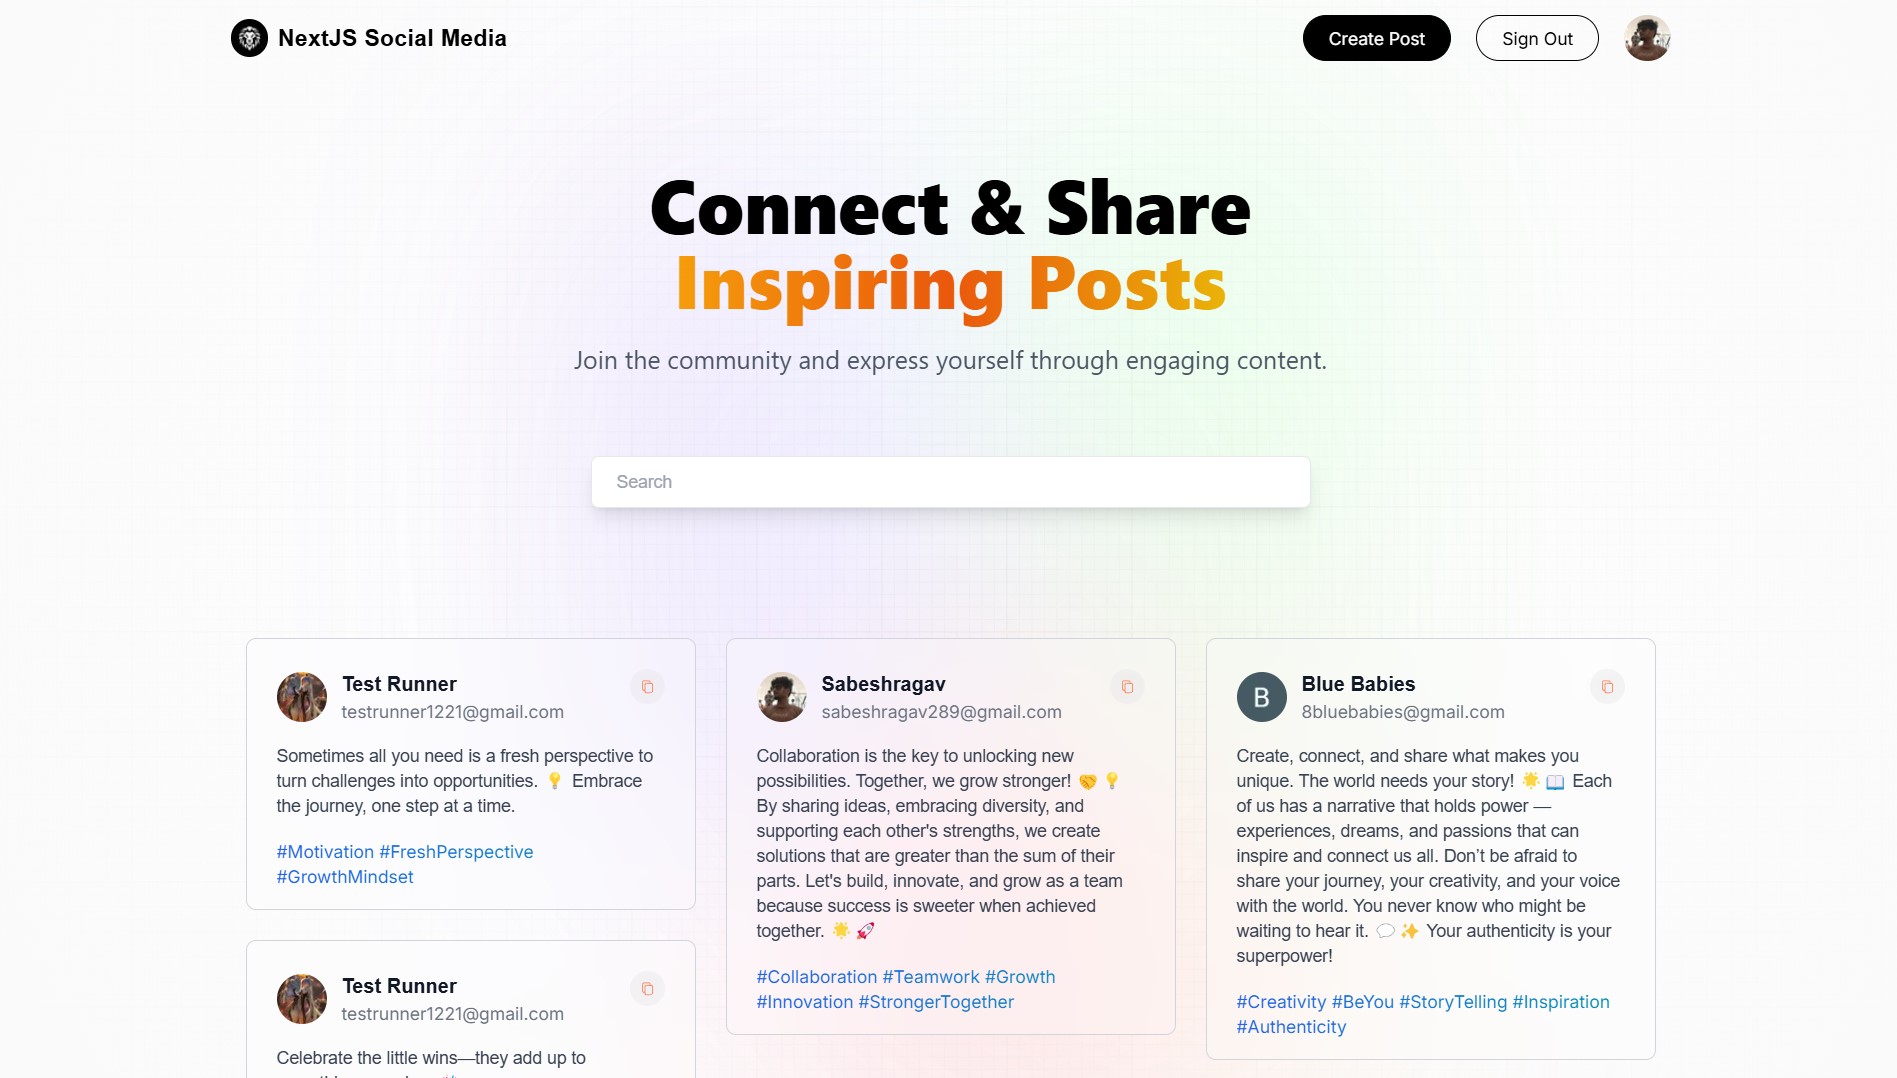 NextJS Social Media
Create Post
Sign Out
Connect & Share
Inspiring Posts
Join the community and express yourself through engaging content.
Search
Test Runner
testrunner1221@gmail.com
Sometimes all you need is a fresh perspective to
turn challenges into opportunities. 💡 Embrace
the journey, one step at a time.
#Motivation #FreshPerspective
#GrowthMindset
Test Runner
testrunner1221@gmail.com
Celebrate the little wins—they add up to
Sabeshragav
sabeshragav289@gmail.com
Collaboration is the key to unlocking new
possibilities. Together, we grow stronger! 🤝 💡
By sharing ideas, embracing diversity, and
supporting each other's strengths, we create
solutions that are greater than the sum of their
parts. Let's build, innovate, and grow as a team
because success is sweeter when achieved
together. 🌟 🚀
#Collaboration #Teamwork #Growth
#Innovation #StrongerTogether
B
Blue Babies
8bluebabies@gmail.com
Create, connect, and share what makes you
unique. The world needs your story! 🌟 📖 Each
of us has a narrative that holds power —
experiences, dreams, and passions that can
inspire and connect us all. Don’t be afraid to
share your journey, your creativity, and your voice
with the world. You never know who might be
waiting to hear it. 💬 ✨ Your authenticity is your
superpower!
#Creativity #BeYou #StoryTelling #Inspiration
#Authenticity